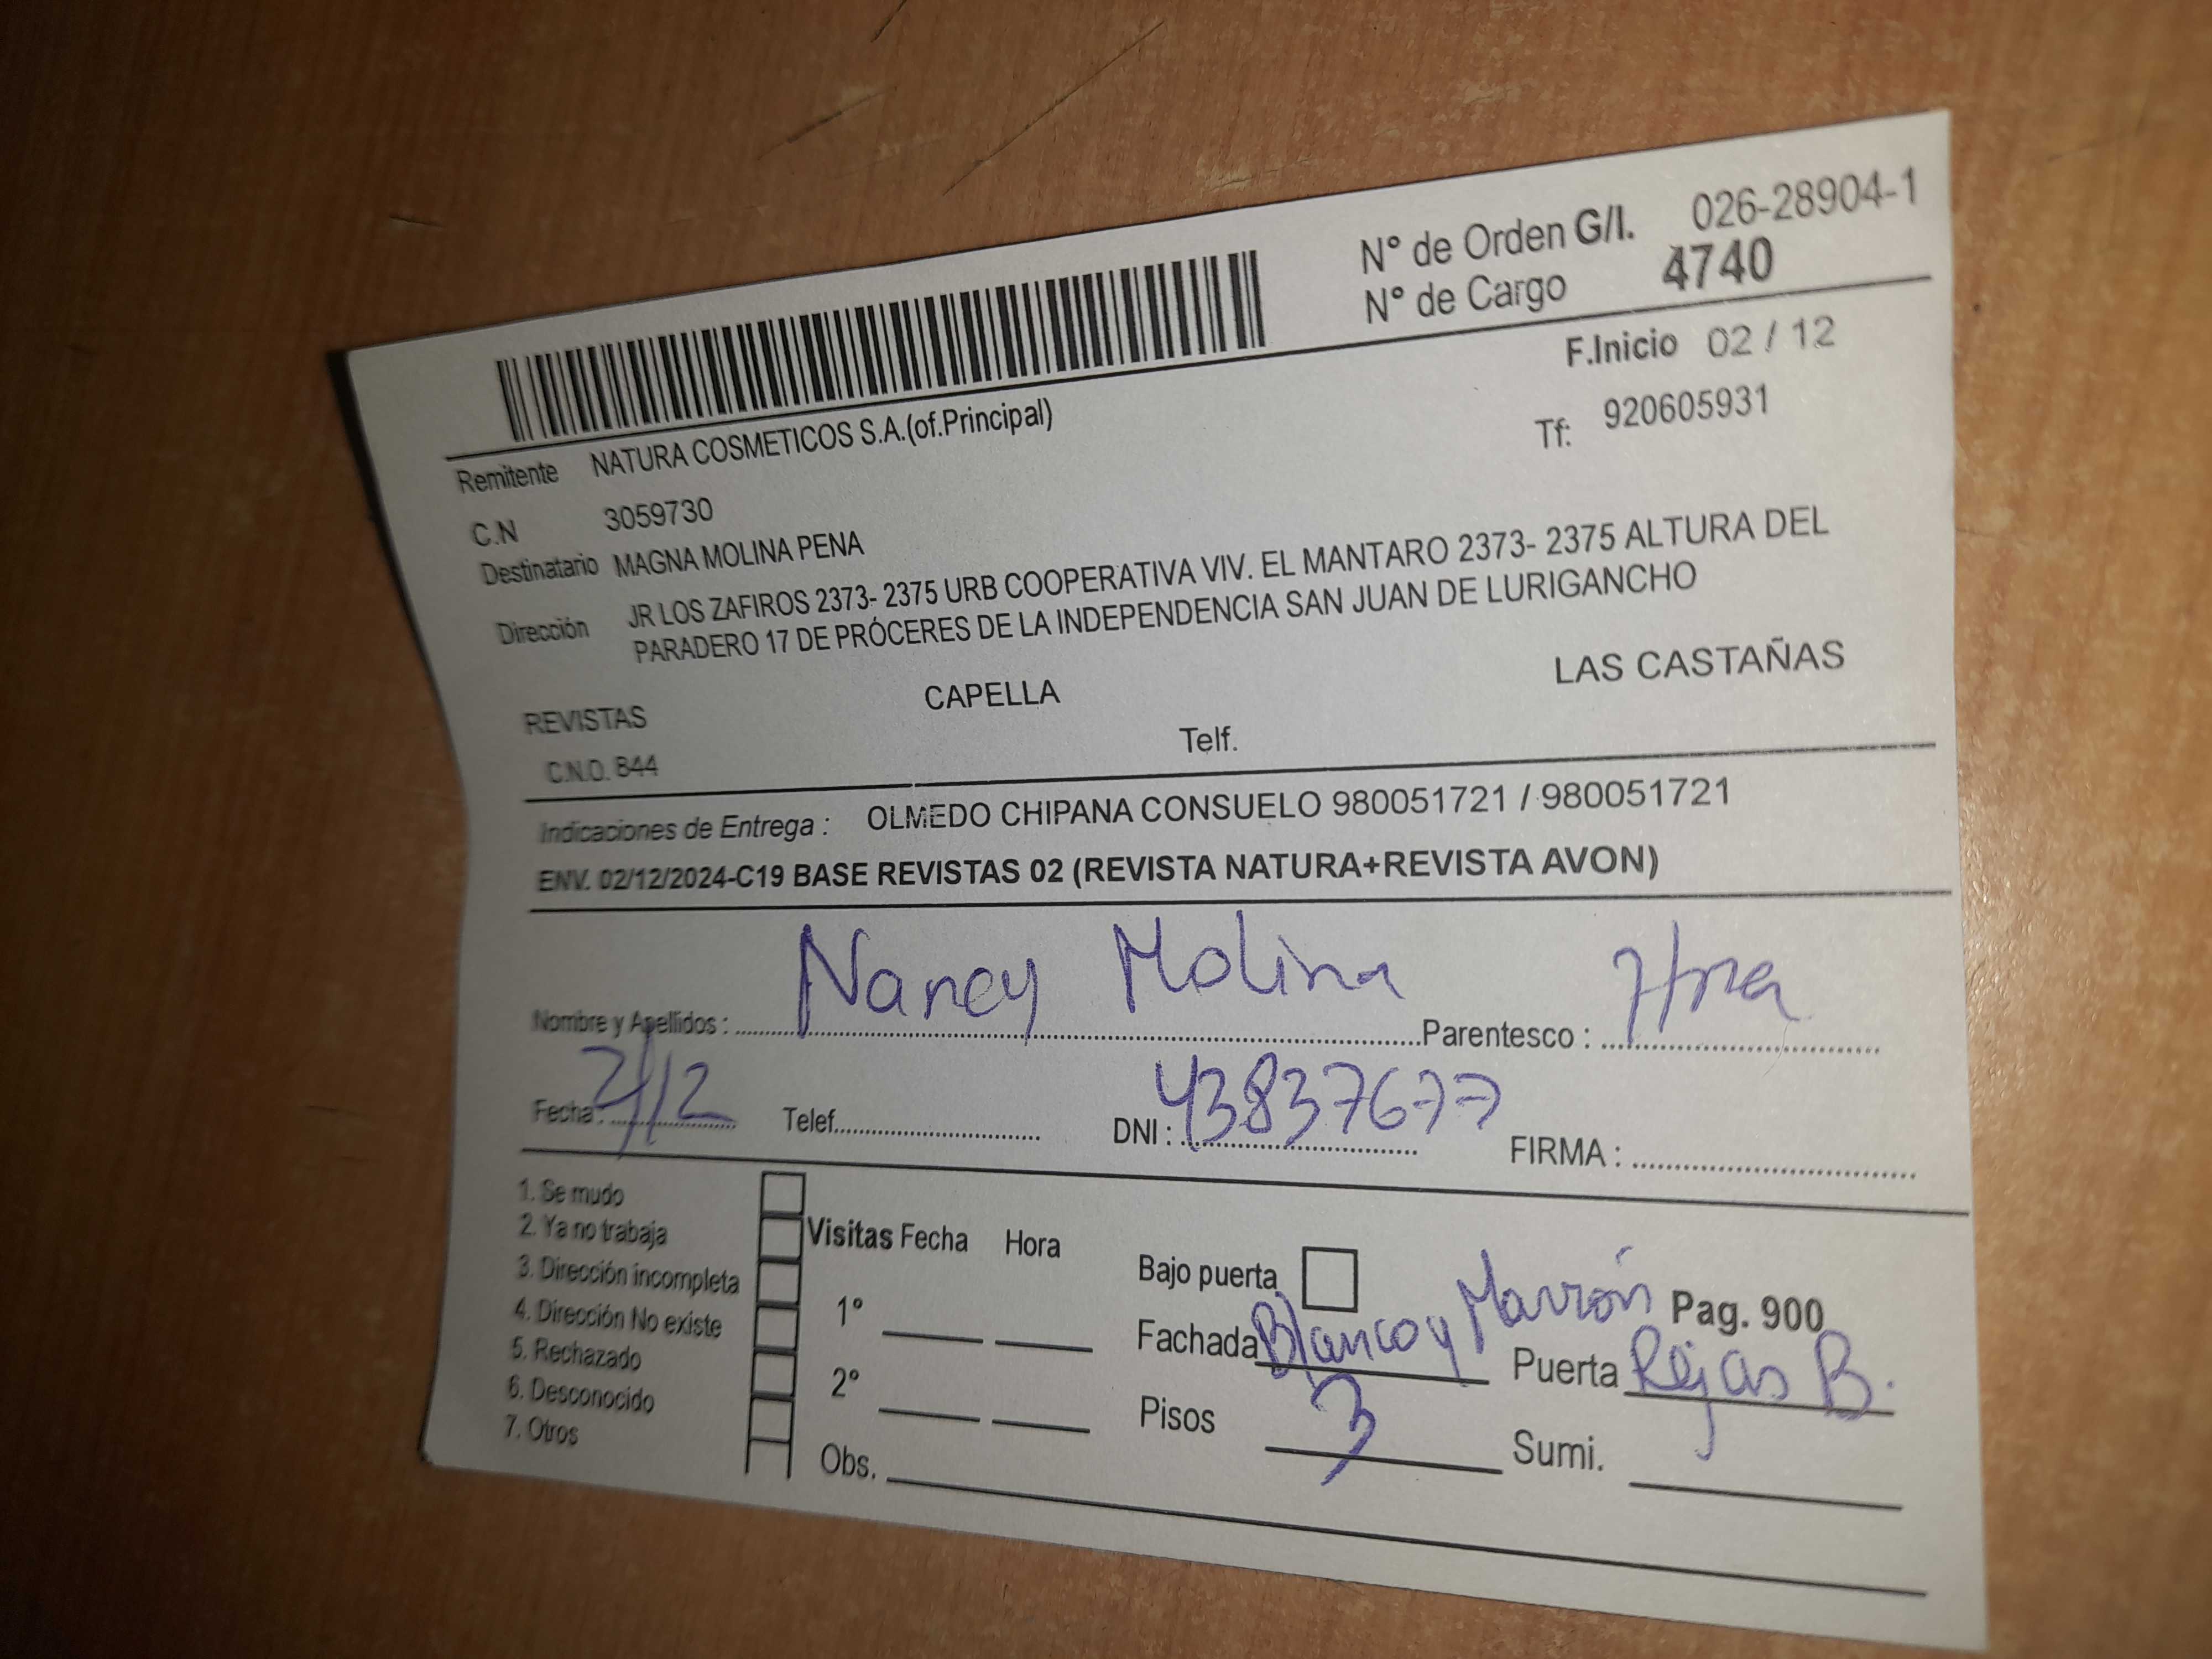 N° de Orden G/I. 026-28904-1
N° de Cargo 4740
F.Inicio 02 / 12
Remitente NATURA COSMETICOS S.A.(of.Principal)
Tf: 920605931
C.N 3059730
Destinatario MAGNA MOLINA PENA
Dirección JR LOS ZAFIROS 2373- 2375 URB COOPERATIVA VIV. EL MANTARO 2373- 2375 ALTURA DEL
PARADERO 17 DE PRÓCERES DE LA INDEPENDENCIA SAN JUAN DE LURIGANCHO
REVISTAS CAPELLA LAS CASTAÑAS
C.N.O. 844 Telf.
Indicaciones de Entrega : OLMEDO CHIPANA CONSUELO 980051721 / 980051721
ENV. 02/12/2024-C19 BASE REVISTAS 02 (REVISTA NATURA+REVISTA AVON)
Nombre y Apellidos : Nancy Molina Parentesco : Hna
Fecha : 2/12 Telef. DNI : 43837677 FIRMA :
1. Se mudo
2. Ya no trabaja
3. Dirección incompleta
4. Dirección No existe
5. Rechazado
6. Desconocido
7. Otros
Visitas Fecha Hora
1°
2°
Obs.
Bajo puerta Pag. 900
Fachada Blanco y Marrón Puerta Rejas B.
Pisos 3 Sumi.